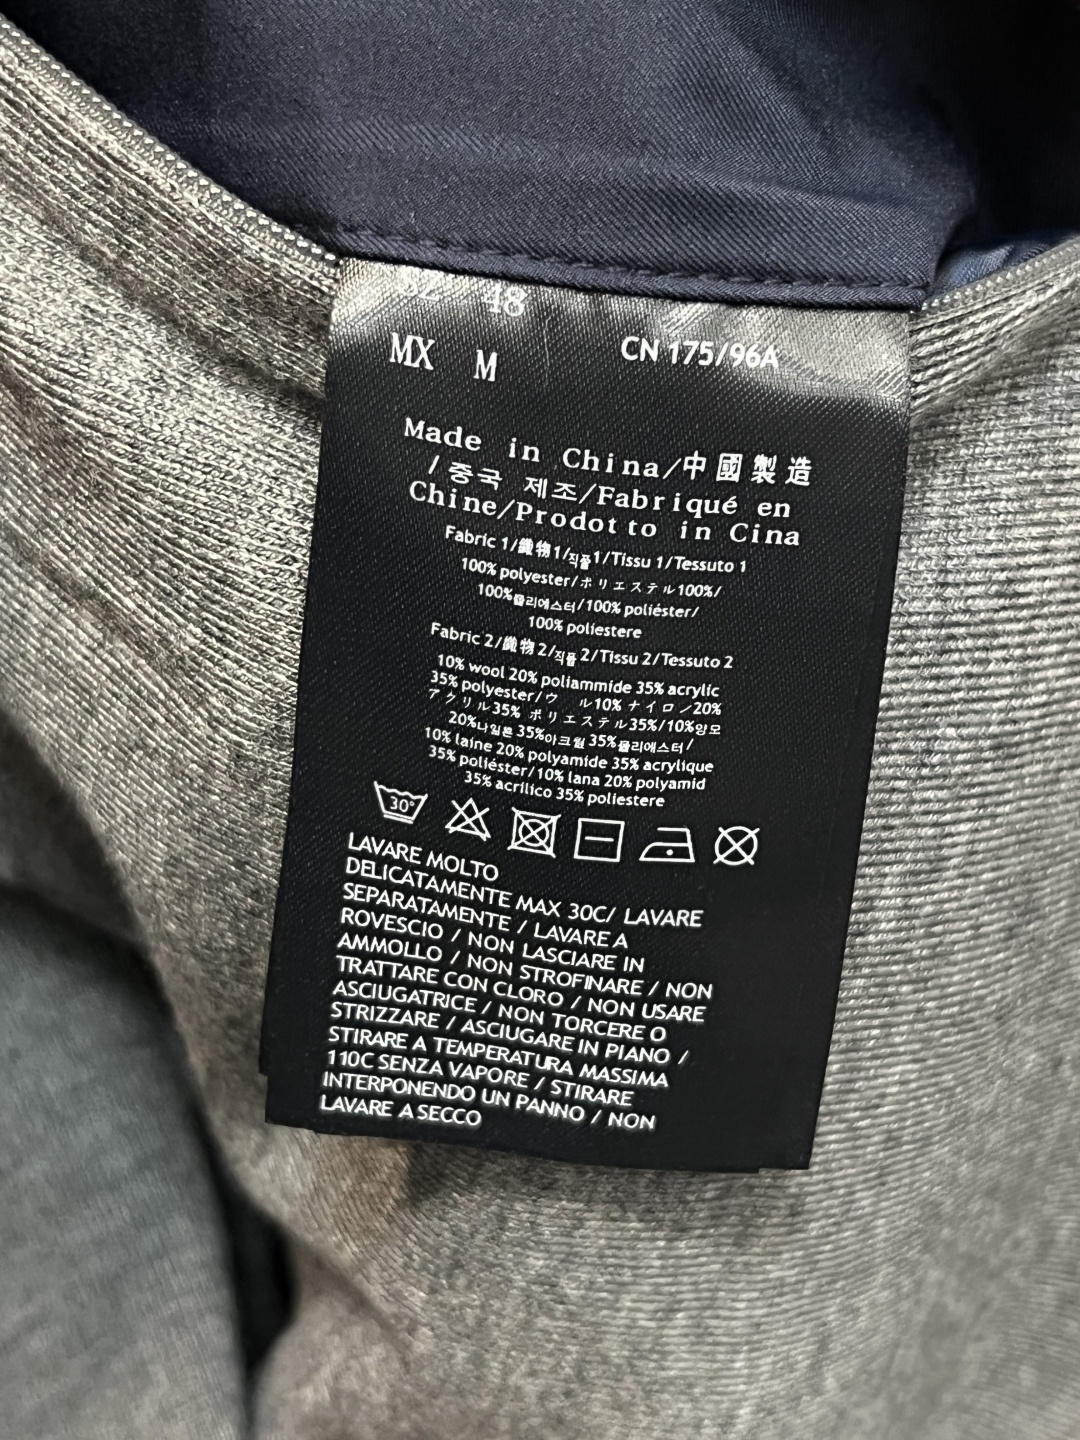 48
MX M CN 175/96A
Made in China/中國製造
/중국 제조/Fabriqué en
Chine/Prodotto in Cina
Fabric 1/織物1/직물1/Tissu 1/Tessuto 1
100% polyester/ポリエステル100%/
100%폴리에스터/100% poliéster/
100% poliestere
Fabric 2/織物2/직물2/Tissu 2/Tessuto 2
10% wool 20% poliammide 35% acrylic
35% polyester/ウ ル10% ナイロン20%
アクリル35% ポリエステル35%/10%양모
20%나일론 35%아크릴 35%폴리에스터/
10% laine 20% polyamide 35% acrylique
35% poliéster/10% lana 20% polyamid
35% acrilico 35% poliestere
30°
LAVARE MOLTO
DELICATAMENTE MAX 30C/ LAVARE
SEPARATAMENTE / LAVARE A
ROVESCIO / NON LASCIARE IN
AMMOLLO / NON STROFINARE / NON
TRATTARE CON CLORO / NON USARE
ASCIUGATRICE / NON TORCERE O
STRIZZARE / ASCIUGARE IN PIANO /
STIRARE A TEMPERATURA MASSIMA
110C SENZA VAPORE / STIRARE
INTERPONENDO UN PANNO / NON
LAVARE A SECCO